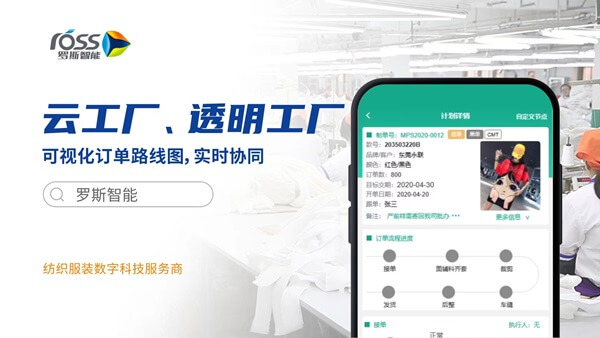 rOSS
罗斯智能
云工厂、透明工厂
可视化订单路线图,实时协同
罗斯智能
纺织服装数字科技服务商
计划详情
自定义节点
制单号: MPS2020-0012
CMT
款号: 203503220B
品牌/客户: 东莞小联
颜色: 红色/黑色
订单数: 800
目标交期: 2020-04-30
开单日期: 2020-04-20
跟单: 张三
备注:
更多信息
订单流程进度
接单
面辅料齐套
裁剪
发货
后整
车缝
接单
执行人: 无
正常